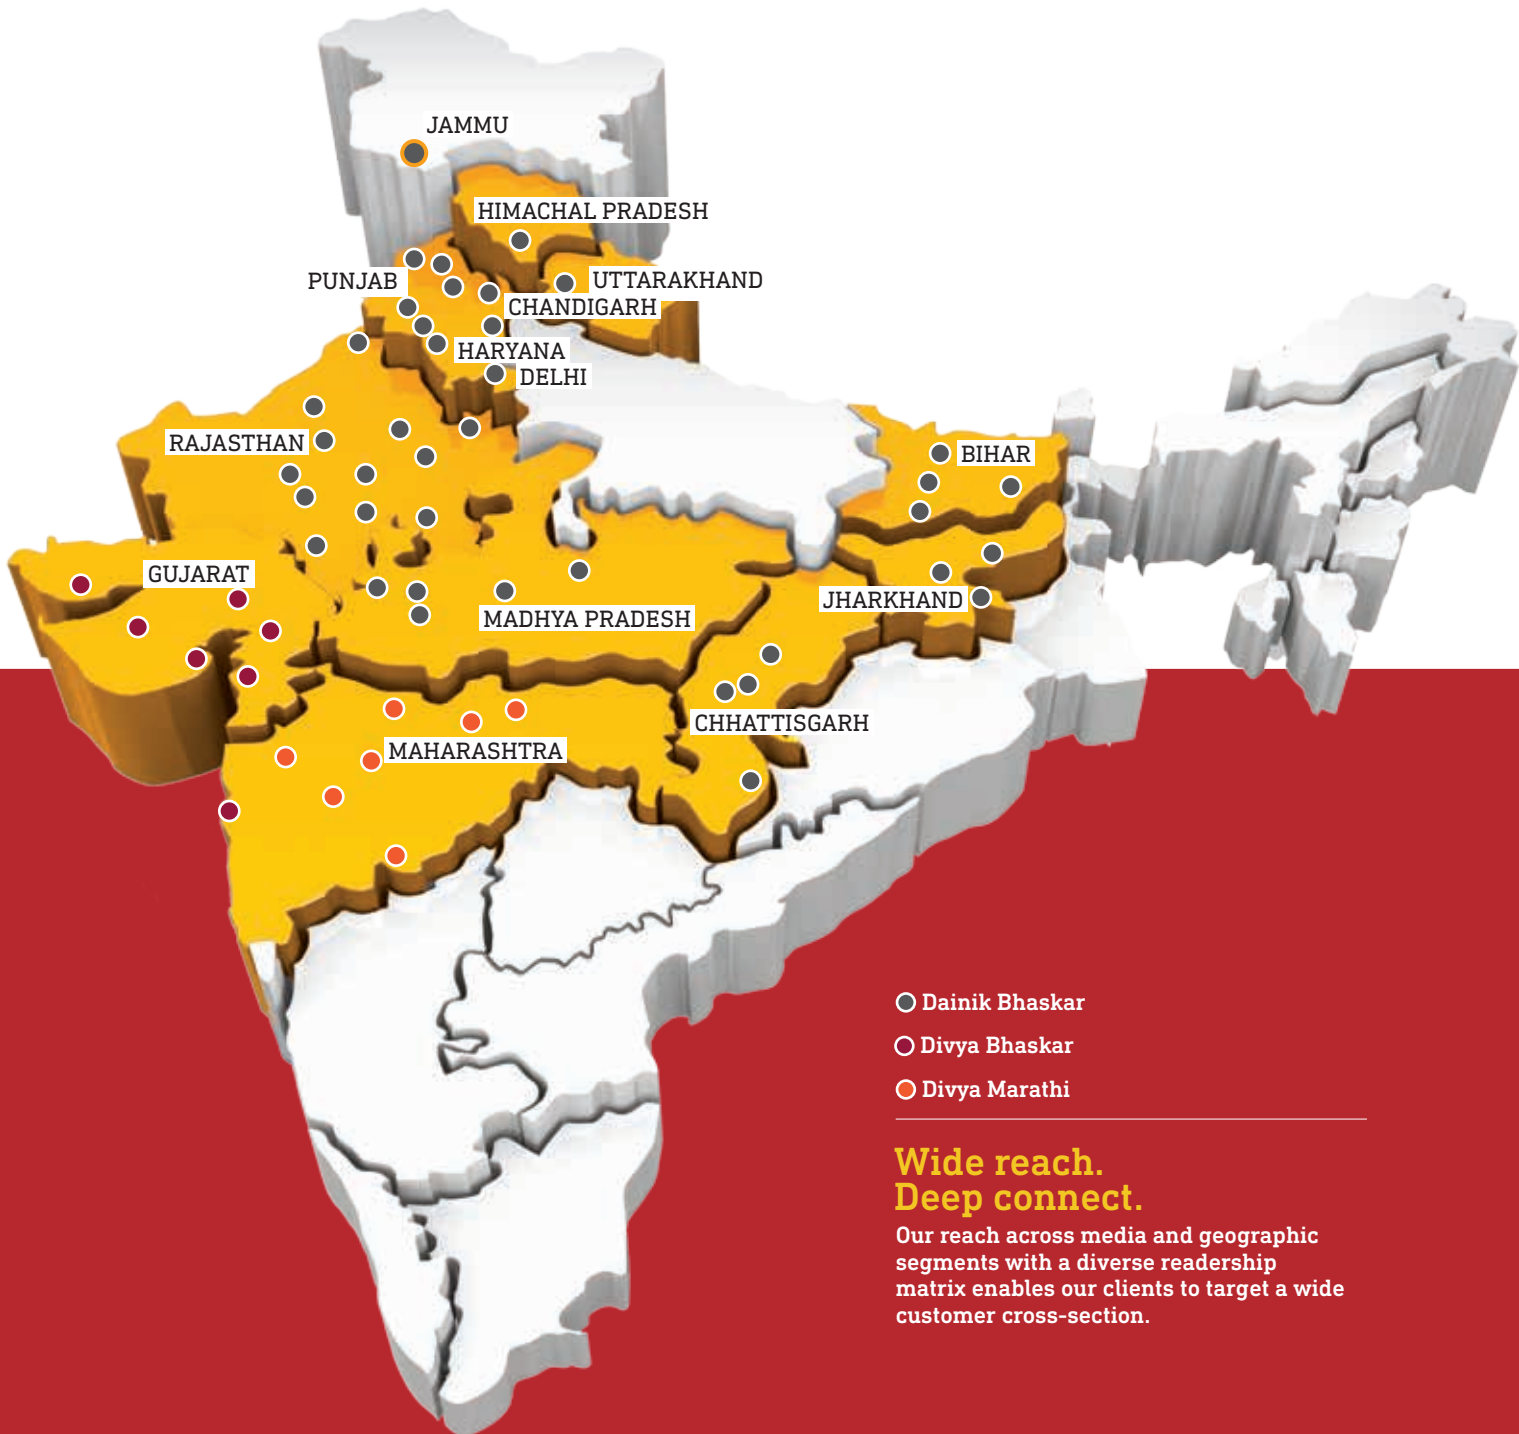 JAMMU
HIMACHAL PRADESH
PUNJAB
UTTARAKHAND
CHANDIGARH
HARYANA
DELHI
RAJASTHAN
BIHAR
GUJARAT
JHARKHAND
MADHYA PRADESH
CHHATTISGARH
MAHARASHTRA
Dainik Bhaskar
Divya Bhaskar
Divya Marathi
Wide reach.
Deep connect.
Our reach across media and geographic
segments with a diverse readership
matrix enables our clients to target a wide
customer cross-section.